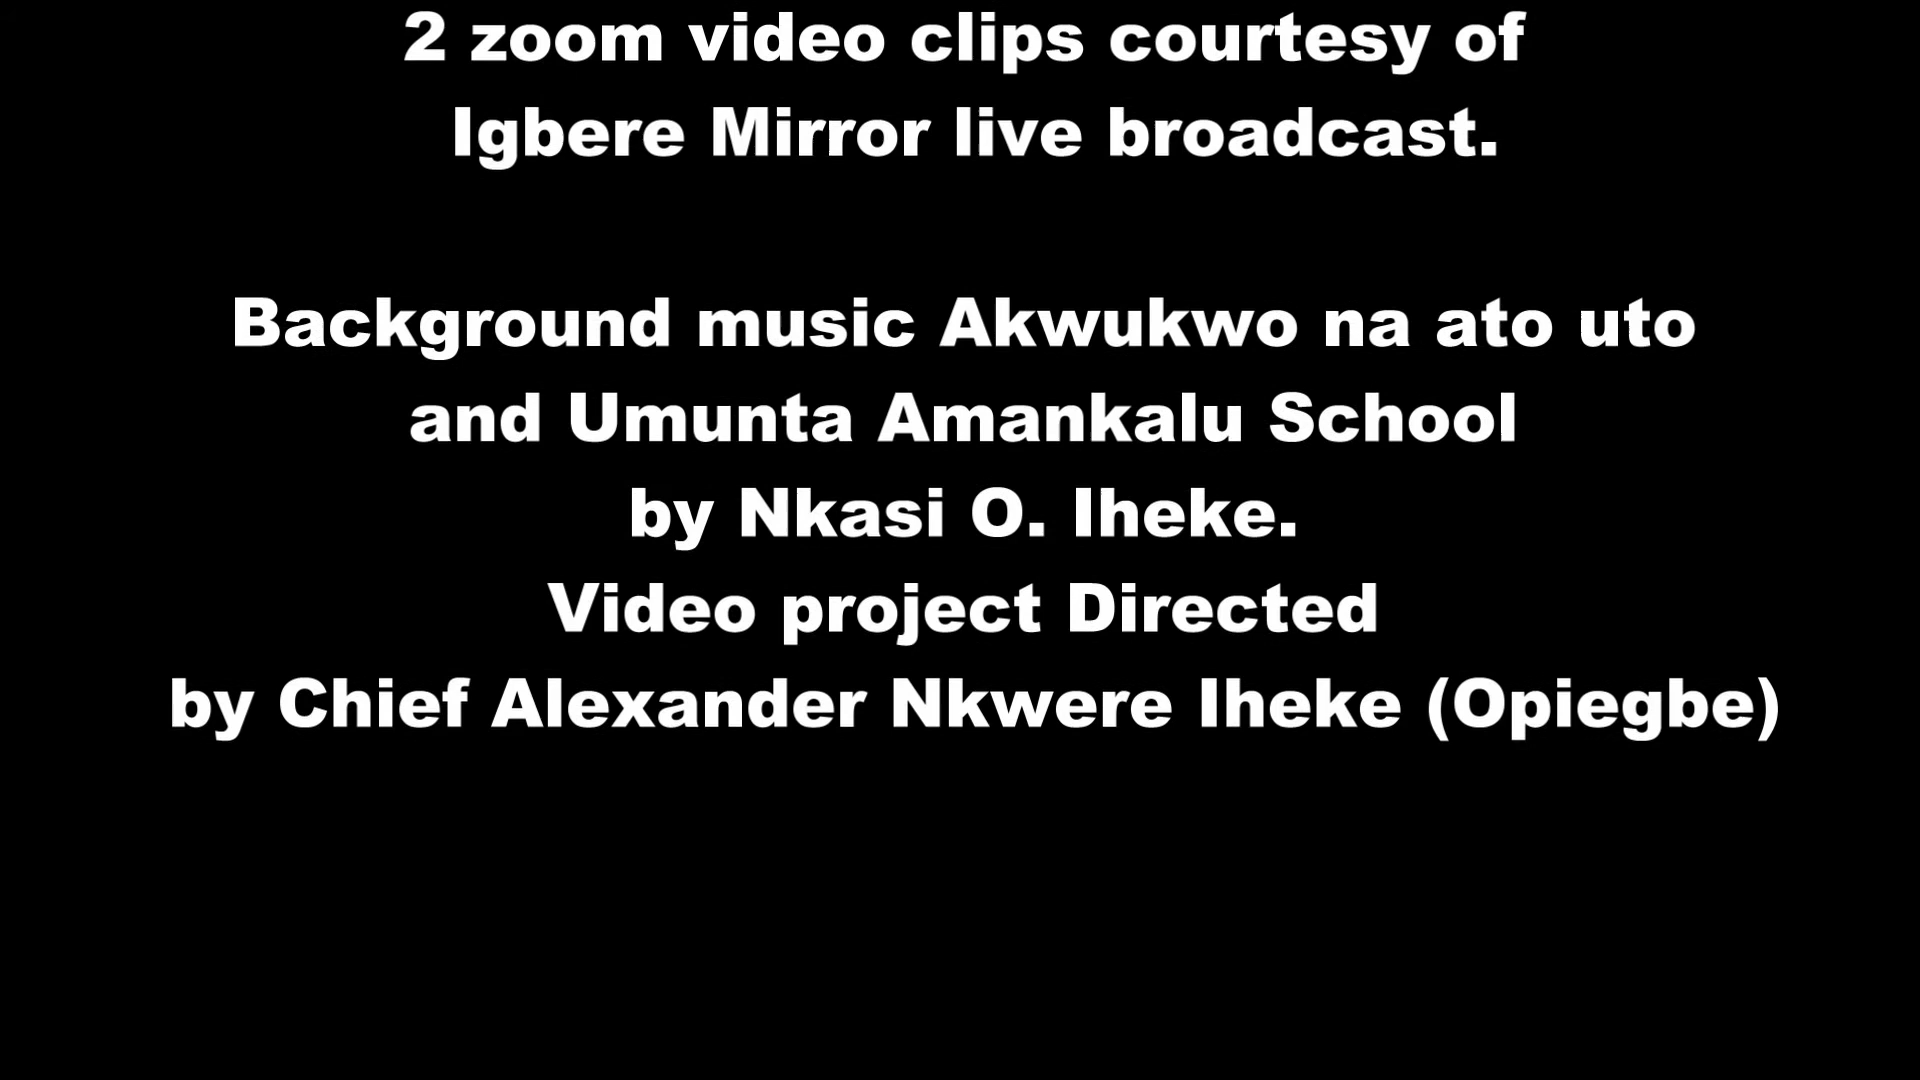 2 zoom video clips courtesy of
Igbere Mirror live broadcast.
Background music Akwukwo na ato uto
and Umunta Amankalu School
by Nkasi O. Iheke.
Video project Directed
by Chief Alexander Nkwere Iheke (Opiegbe)